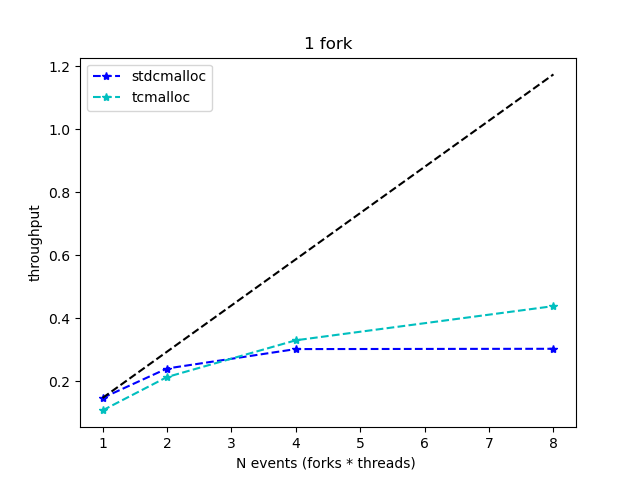 1 fork
stdcmalloc
tcmalloc
throughput
1.2
1.0
0.8
0.6
0.4
0.2
1 2 3 4 5 6 7 8
N events (forks * threads)